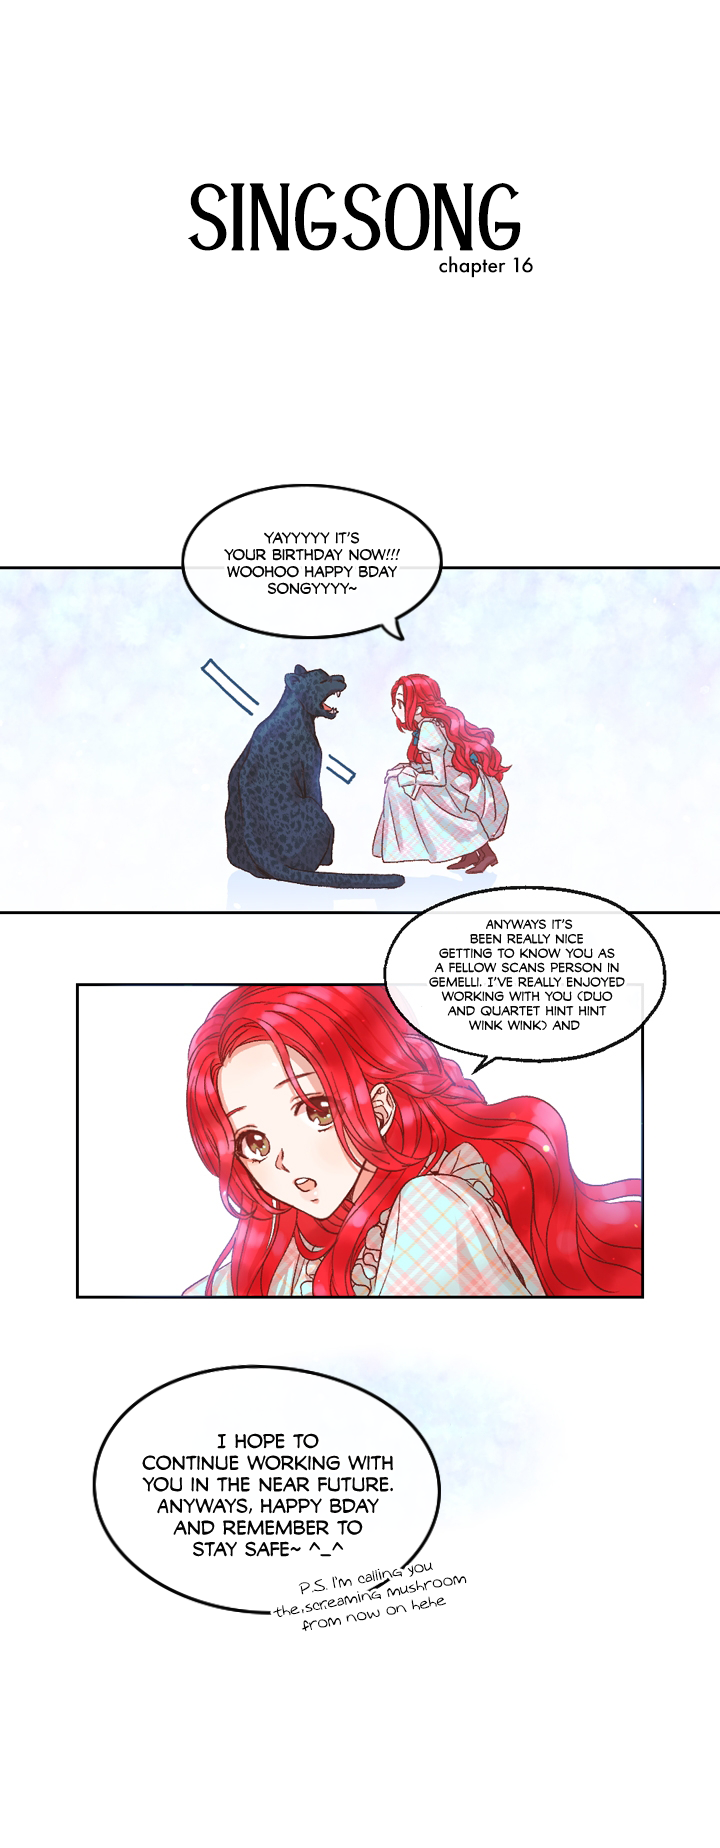 SINGSONG
chapter 16
YAYYYYY IT'S
YOUR BIRTHDAY NOW!!!
WOOHOO HAPPY BDAY
SONGYYYY~
ANYWAYS IT'S
BEEN REALLY NICE
GETTING TO KNOW YOU AS
A FELLOW SCANS PERSON IN
GEMELLI. I'VE REALLY ENJOYED
WORKING WITH YOU (DUO
AND QUARTET HINT HINT
WINK WINK) AND
I HOPE TO
CONTINUE WORKING WITH
YOU IN THE NEAR FUTURE.
ANYWAYS, HAPPY BDAY
AND REMEMBER TO
STAY SAFE~ ^_^
P.S. I'm calling you
the screaming mushroom
from now on hehe